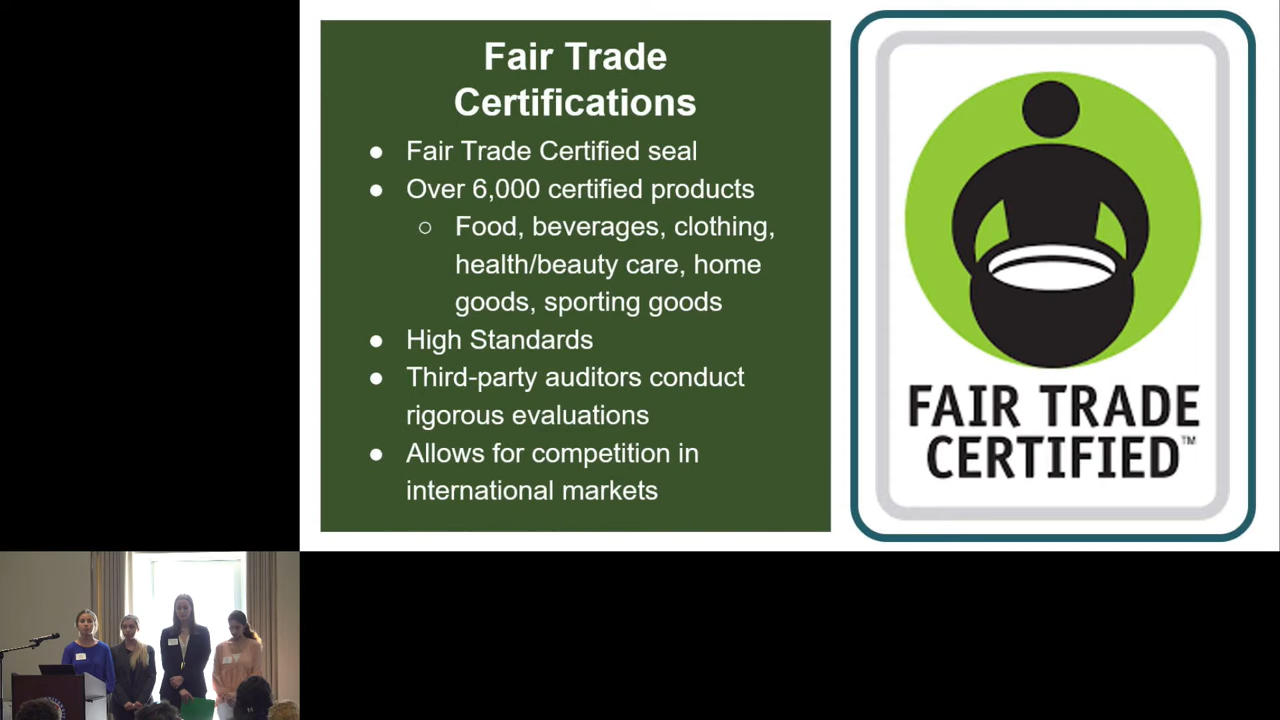 Fair Trade
Certifications
● Fair Trade Certified seal
● Over 6,000 certified products
○ Food, beverages, clothing,
health/beauty care, home
goods, sporting goods
● High Standards
● Third-party auditors conduct
rigorous evaluations
● Allows for competition in
international markets
FAIR TRADE
CERTIFIED™